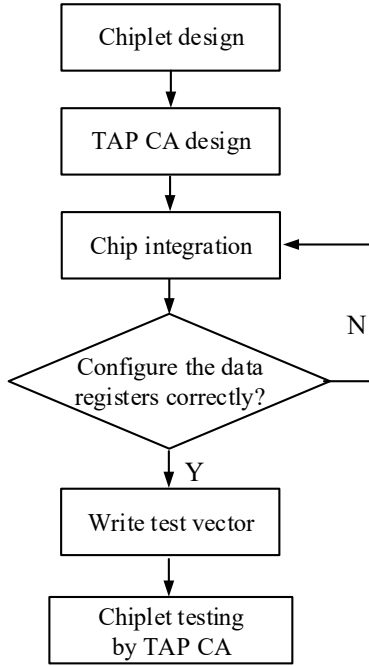 Chiplet design
TAP CA design
Chip integration
N
Configure the data
registers correctly?
Y
Write test vector
Chiplet testing
by TAP CA